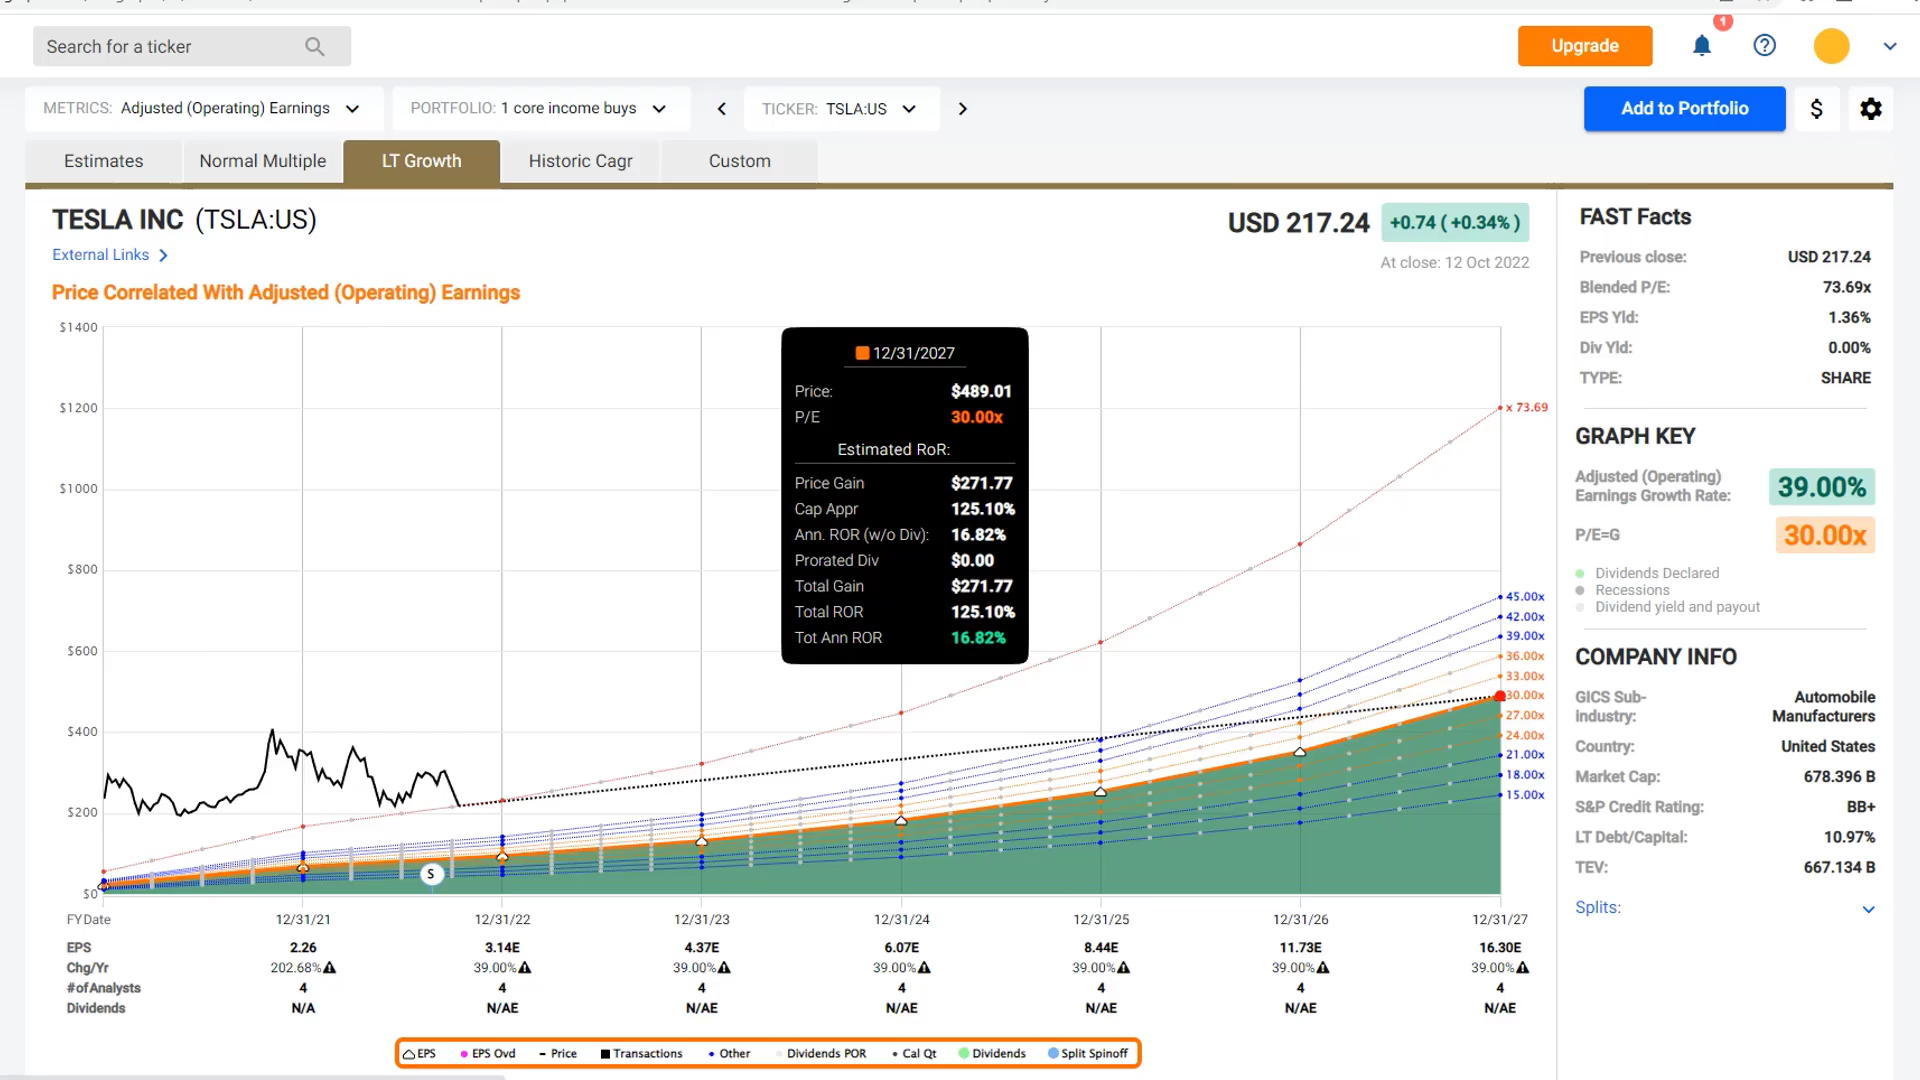 Search for a ticker
Upgrade
1
METRICS: Adjusted (Operating) Earnings
PORTFOLIO: 1 core income buys
TICKER: TSLA:US
Add to Portfolio
$
Estimates
Normal Multiple
LT Growth
Historic Cagr
Custom
TESLA INC (TSLA:US)
USD 217.24
+0.74 ( +0.34% )
External Links
At close: 12 Oct 2022
Price Correlated With Adjusted (Operating) Earnings
$1400
$1200
$1000
$800
$600
$400
$200
$0
12/31/2027
Price: $489.01
P/E 30.00x
Estimated RoR:
Price Gain $271.77
Cap Appr 125.10%
Ann. ROR (w/o Div): 16.82%
Prorated Div $0.00
Total Gain $271.77
Total ROR 125.10%
Tot Ann ROR 16.82%
x 73.69
45.00x
42.00x
39.00x
36.00x
33.00x
30.00x
27.00x
24.00x
21.00x
18.00x
15.00x
S
FY Date 12/31/21 12/31/22 12/31/23 12/31/24 12/31/25 12/31/26 12/31/27
EPS 2.26 3.14E 4.37E 6.07E 8.44E 11.73E 16.30E
Chg/Yr 202.68% 39.00% 39.00% 39.00% 39.00% 39.00% 39.00%
# of Analysts 4 4 4 4 4 4 4
Dividends N/A N/AE N/AE N/AE N/AE N/AE N/AE
EPS EPS Ovd Price Transactions Other Dividends POR Cal Qt Dividends Split Spinoff
FAST Facts
Previous close: USD 217.24
Blended P/E: 73.69x
EPS Yld: 1.36%
Div Yld: 0.00%
TYPE: SHARE
GRAPH KEY
Adjusted (Operating)
Earnings Growth Rate: 39.00%
P/E=G 30.00x
Dividends Declared
Recessions
Dividend yield and payout
COMPANY INFO
GICS Sub- Automobile
industry: Manufacturers
Country: United States
Market Cap: 678.396 B
S&P Credit Rating: BB+
LT Debt/Capital: 10.97%
TEV: 667.134 B
Splits: